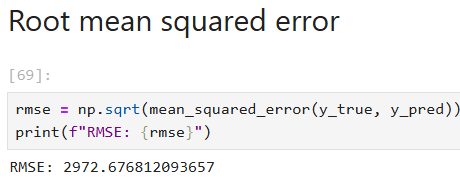 Root mean squared error
[69]:
rmse = np.sqrt(mean_squared_error(y_true, y_pred))
print(f"RMSE: {rmse}")
RMSE: 2972.676812093657